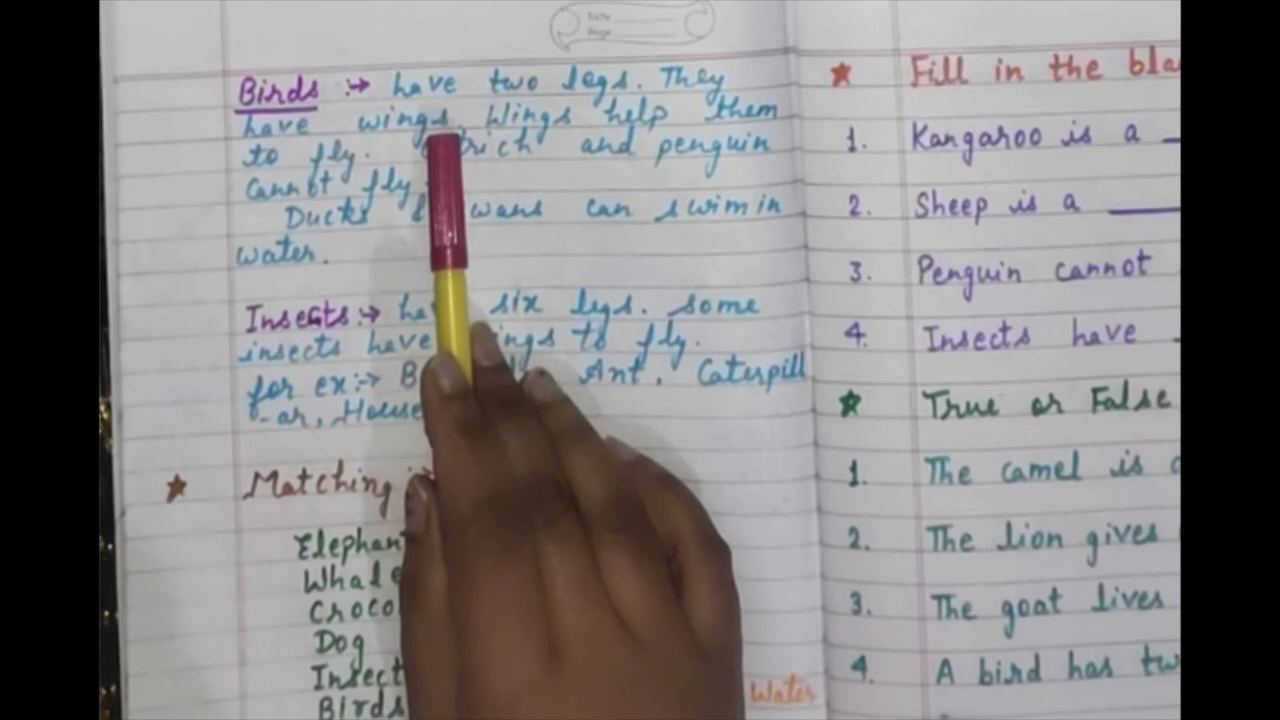 Date
Page
Birds :→ have two legs. They
have wings. Wings help them
to fly. and penguin
cannot fly
Ducks can swim in
water.
Insects :→ six legs. some
insects have to fly.
for ex :→ Ant, Caterpill
-ar, House
★ Matching
Elephan
Whale
Croco
Dog
Insect
Birds
Water
★ Fill in the bla
1. Kangaroo is a
2. Sheep is a
3. Penguin cannot
4. Insects have
★ True or False
1. The camel is
2. The lion gives
3. The goat lives
4. A bird has tw